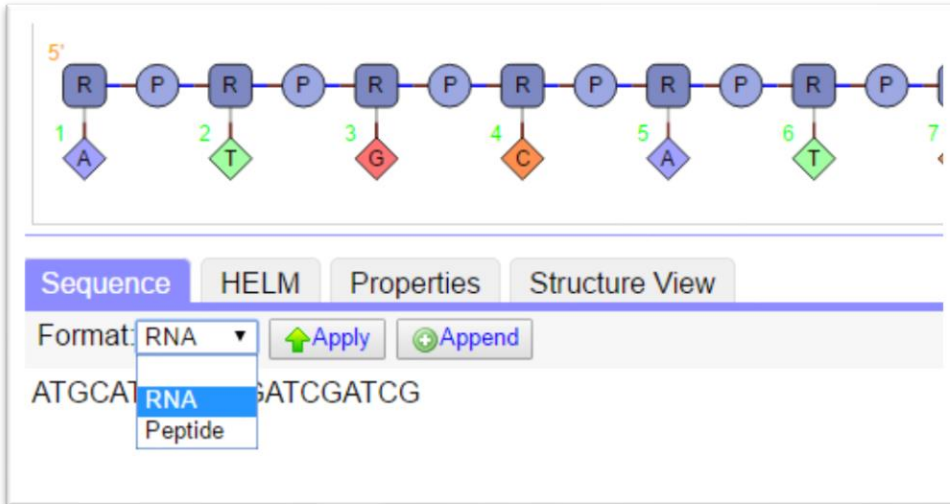 5'
R P R P R P R P R P R P
1 2 3 4 5 6 7
A T G C A T
Sequence HELM Properties Structure View
Format: RNA Apply Append
ATGCAT GATCGATCG
RNA
Peptide